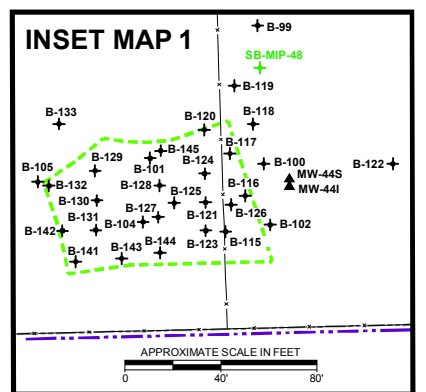 B-99
INSET MAP 1
SB-MIP-48
B-119
B-133
B-120
B-118
B-117
B-145
B-129
B-101
B-124
B-100
B-122
B-105
B-132
B-128
MW-44S
MW-44I
B-130
B-125
B-116
B-127
B-131
B-104
B-121
B-126
B-142
B-102
B-123
B-115
B-141
B-143
B-144
APPROXIMATE SCALE IN FEET
0 40' 80'